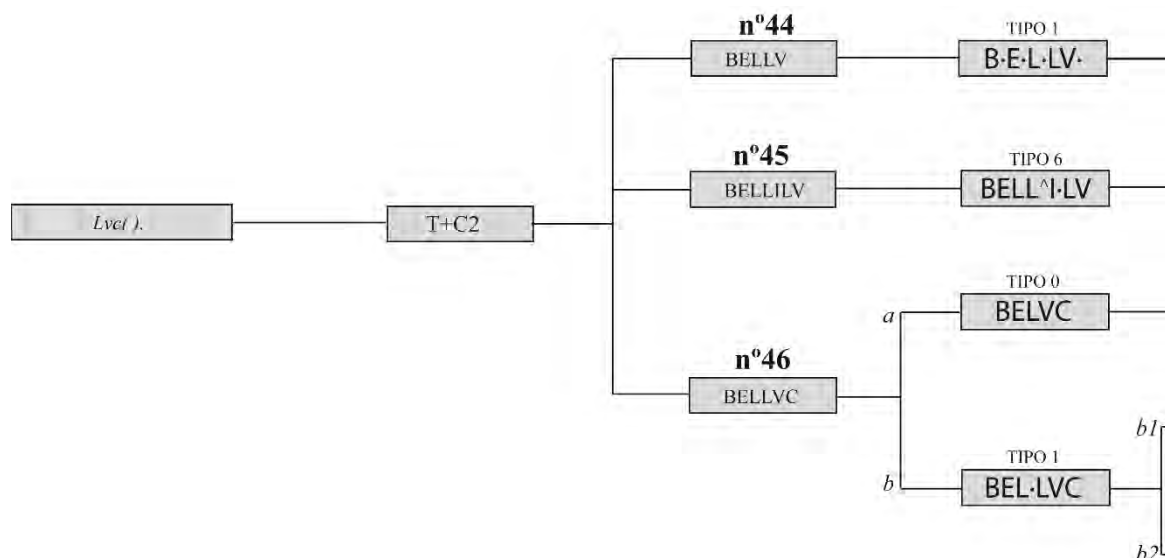 nº44
TIPO 1
BELLV
B·E·L·LV·
nº45
TIPO 6
BELLILV
BELL^I·LV
Lvc( ).
T+C2
TIPO 0
a
BELVC
nº46
BELLVC
b1
TIPO 1
b
BEL·LVC
b2